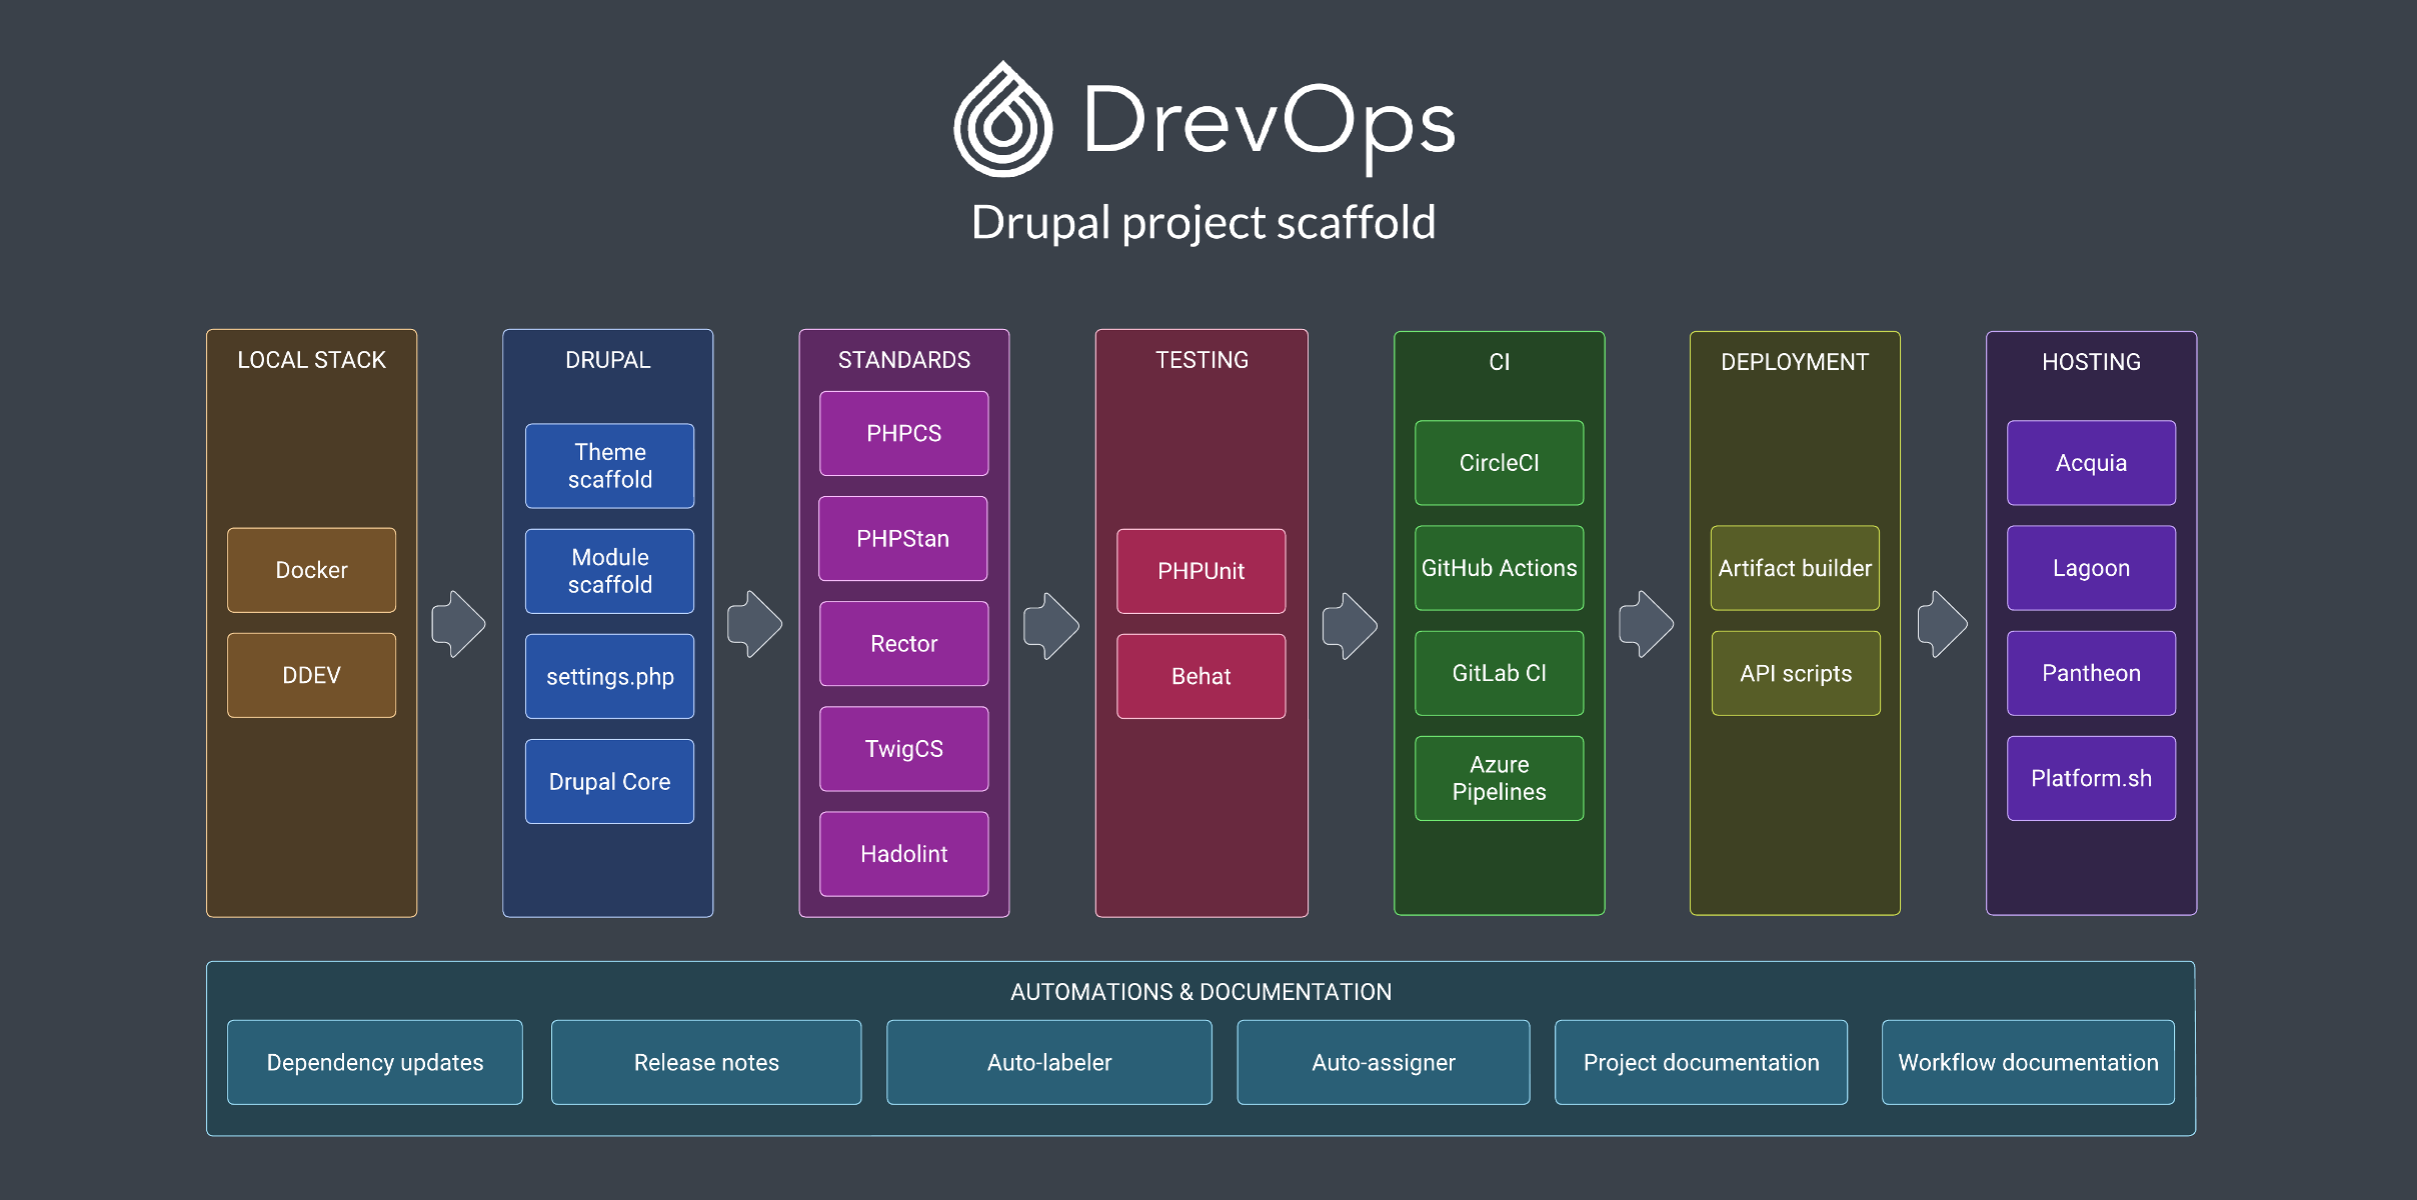 DrevOps
Drupal project scaffold
LOCAL STACK
Docker
DDEV
DRUPAL
Theme
scaffold
Module
scaffold
settings.php
Drupal Core
STANDARDS
PHPCS
PHPStan
Rector
TwigCS
Hadolint
TESTING
PHPUnit
Behat
CI
CircleCI
GitHub Actions
GitLab CI
Azure
Pipelines
DEPLOYMENT
Artifact builder
API scripts
HOSTING
Acquia
Lagoon
Pantheon
Platform.sh
AUTOMATIONS & DOCUMENTATION
Dependency updates
Release notes
Auto-labeler
Auto-assigner
Project documentation
Workflow documentation